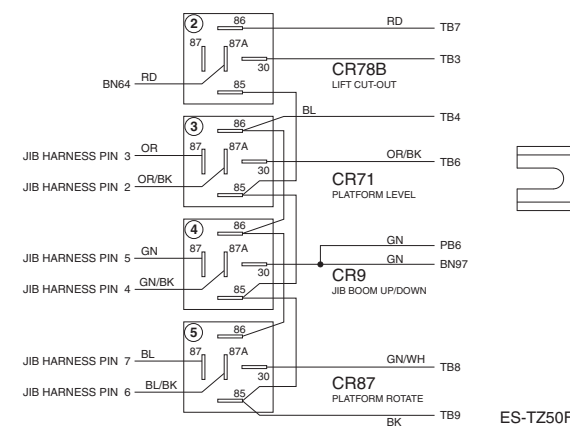 2 86 RD TB7
87 87A
30 TB3
BN64 RD
85
CR78B
LIFT CUT-OUT
BL TB4
3 86
JIB HARNESS PIN 3 OR 87 87A
30 OR/BK TB6
JIB HARNESS PIN 2 OR/BK
85
CR71
PLATFORM LEVEL
4 86
GN PB6
JIB HARNESS PIN 5 GN 87 87A
30 GN BN97
JIB HARNESS PIN 4 GN/BK
85
CR9
JIB BOOM UP/DOWN
5 86
JIB HARNESS PIN 7 BL 87 87A
30 GN/WH TB8
JIB HARNESS PIN 6 BL/BK
85
CR87
PLATFORM ROTATE
BK TB9
ES-TZ50F